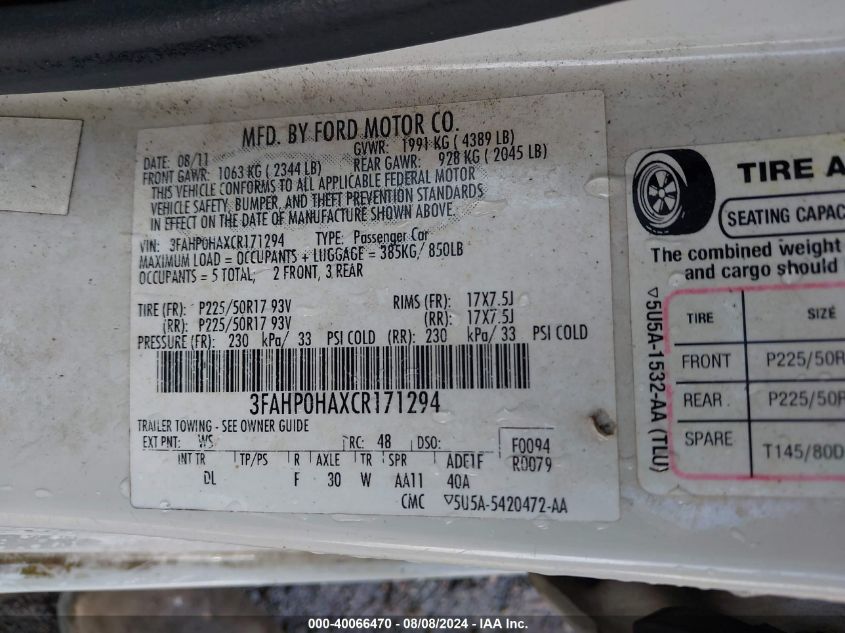 MFD. BY FORD MOTOR CO.
DATE: 08/11 GVWR: 1991 KG ( 4389 LB)
FRONT GAWR: 1063 KG ( 2344 LB) REAR GAWR: 928 KG ( 2045 LB)
THIS VEHICLE CONFORMS TO ALL APPLICABLE FEDERAL MOTOR
VEHICLE SAFETY, BUMPER, AND THEFT PREVENTION STANDARDS
IN EFFECT ON THE DATE OF MANUFACTURE SHOWN ABOVE.
VIN: 3FAHP0HAXCR171294 TYPE: Passenger Car
MAXIMUM LOAD = OCCUPANTS + LUGGAGE = 385KG/ 850LB
OCCUPANTS = 5 TOTAL, 2 FRONT, 3 REAR
TIRE (FR): P225/50R17 93V RIMS (FR): 17X7.5J
(RR): P225/50R17 93V (RR): 17X7.5J
PRESSURE (FR): 230 kPa/ 33 PSI COLD (RR): 230 kPa/ 33 PSI COLD
3FAHP0HAXCR171294
TRAILER TOWING - SEE OWNER GUIDE
EXT PNT: WS RC: 48 DSO: F0094
R0079
INT TR TP/PS R AXLE TR SPR ADE1F
DL F 30 W AA11 40A
CMC ▽5U5A-5420472-AA
TIRE A
SEATING CAPAC
The combined weight
and cargo should
▽5U5A-1532-AA (TLU)
TIRE SIZE
FRONT P225/50R
REAR P225/50R
SPARE T145/80D
000-40066470 - 08/08/2024 - IAA Inc.